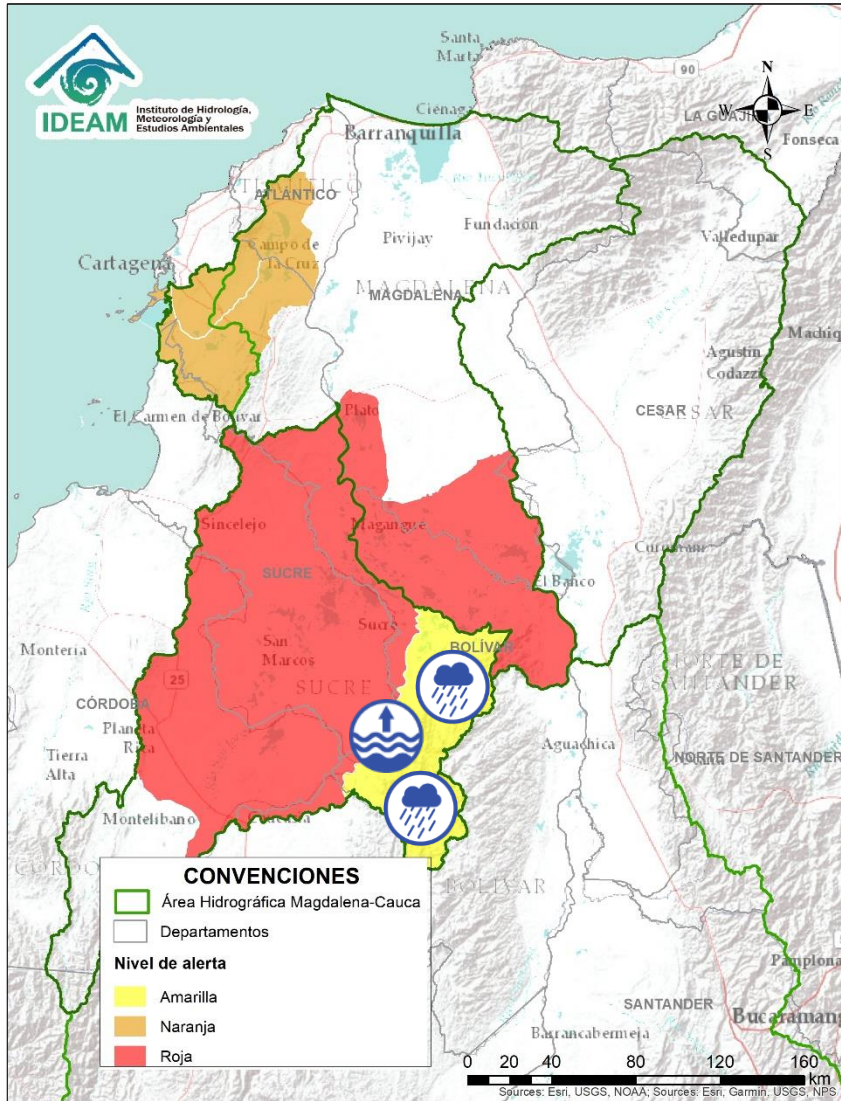 IDEAM
Instituto de Hidrología,
Meteorología y
Estudios Ambientales
Santa
Marta
90
N
W
E
S
LA GUAJIRA
Ciénaga
Barranquilla
Fonseca
ATLÁNTICO
Campo de
la Cruz
Pivijay
Fundación
Valledupar
Cartagena
MAGDALENA
MAGDALENA
Agustín
Codazzi
CESAR
CESAR
El Carmen de Bolívar
Plato
Sincelejo
Magangué
Curumaní
SUCRE
El Banco
Sucre
Montería
San
Marcos
BOLÍVAR
NORTE DE
SANTANDER
25
SUCRE
CÓRDOBA
Planeta
Rica
Tierra
Alta
Aguachica
NORTE DE SANTANDER
Montelíbano
BOLÍVAR
CONVENCIONES
Área Hidrográfica Magdalena-Cauca
Departamentos
Nivel de alerta
Amarilla
Naranja
Roja
Pamplona
SANTANDER
Bucaramang
Barrancabermeja
0 20 40 80 120 160
km
Sources: Esri, USGS, NOAA; Sources: Esri, Garmin, USGS, NPS